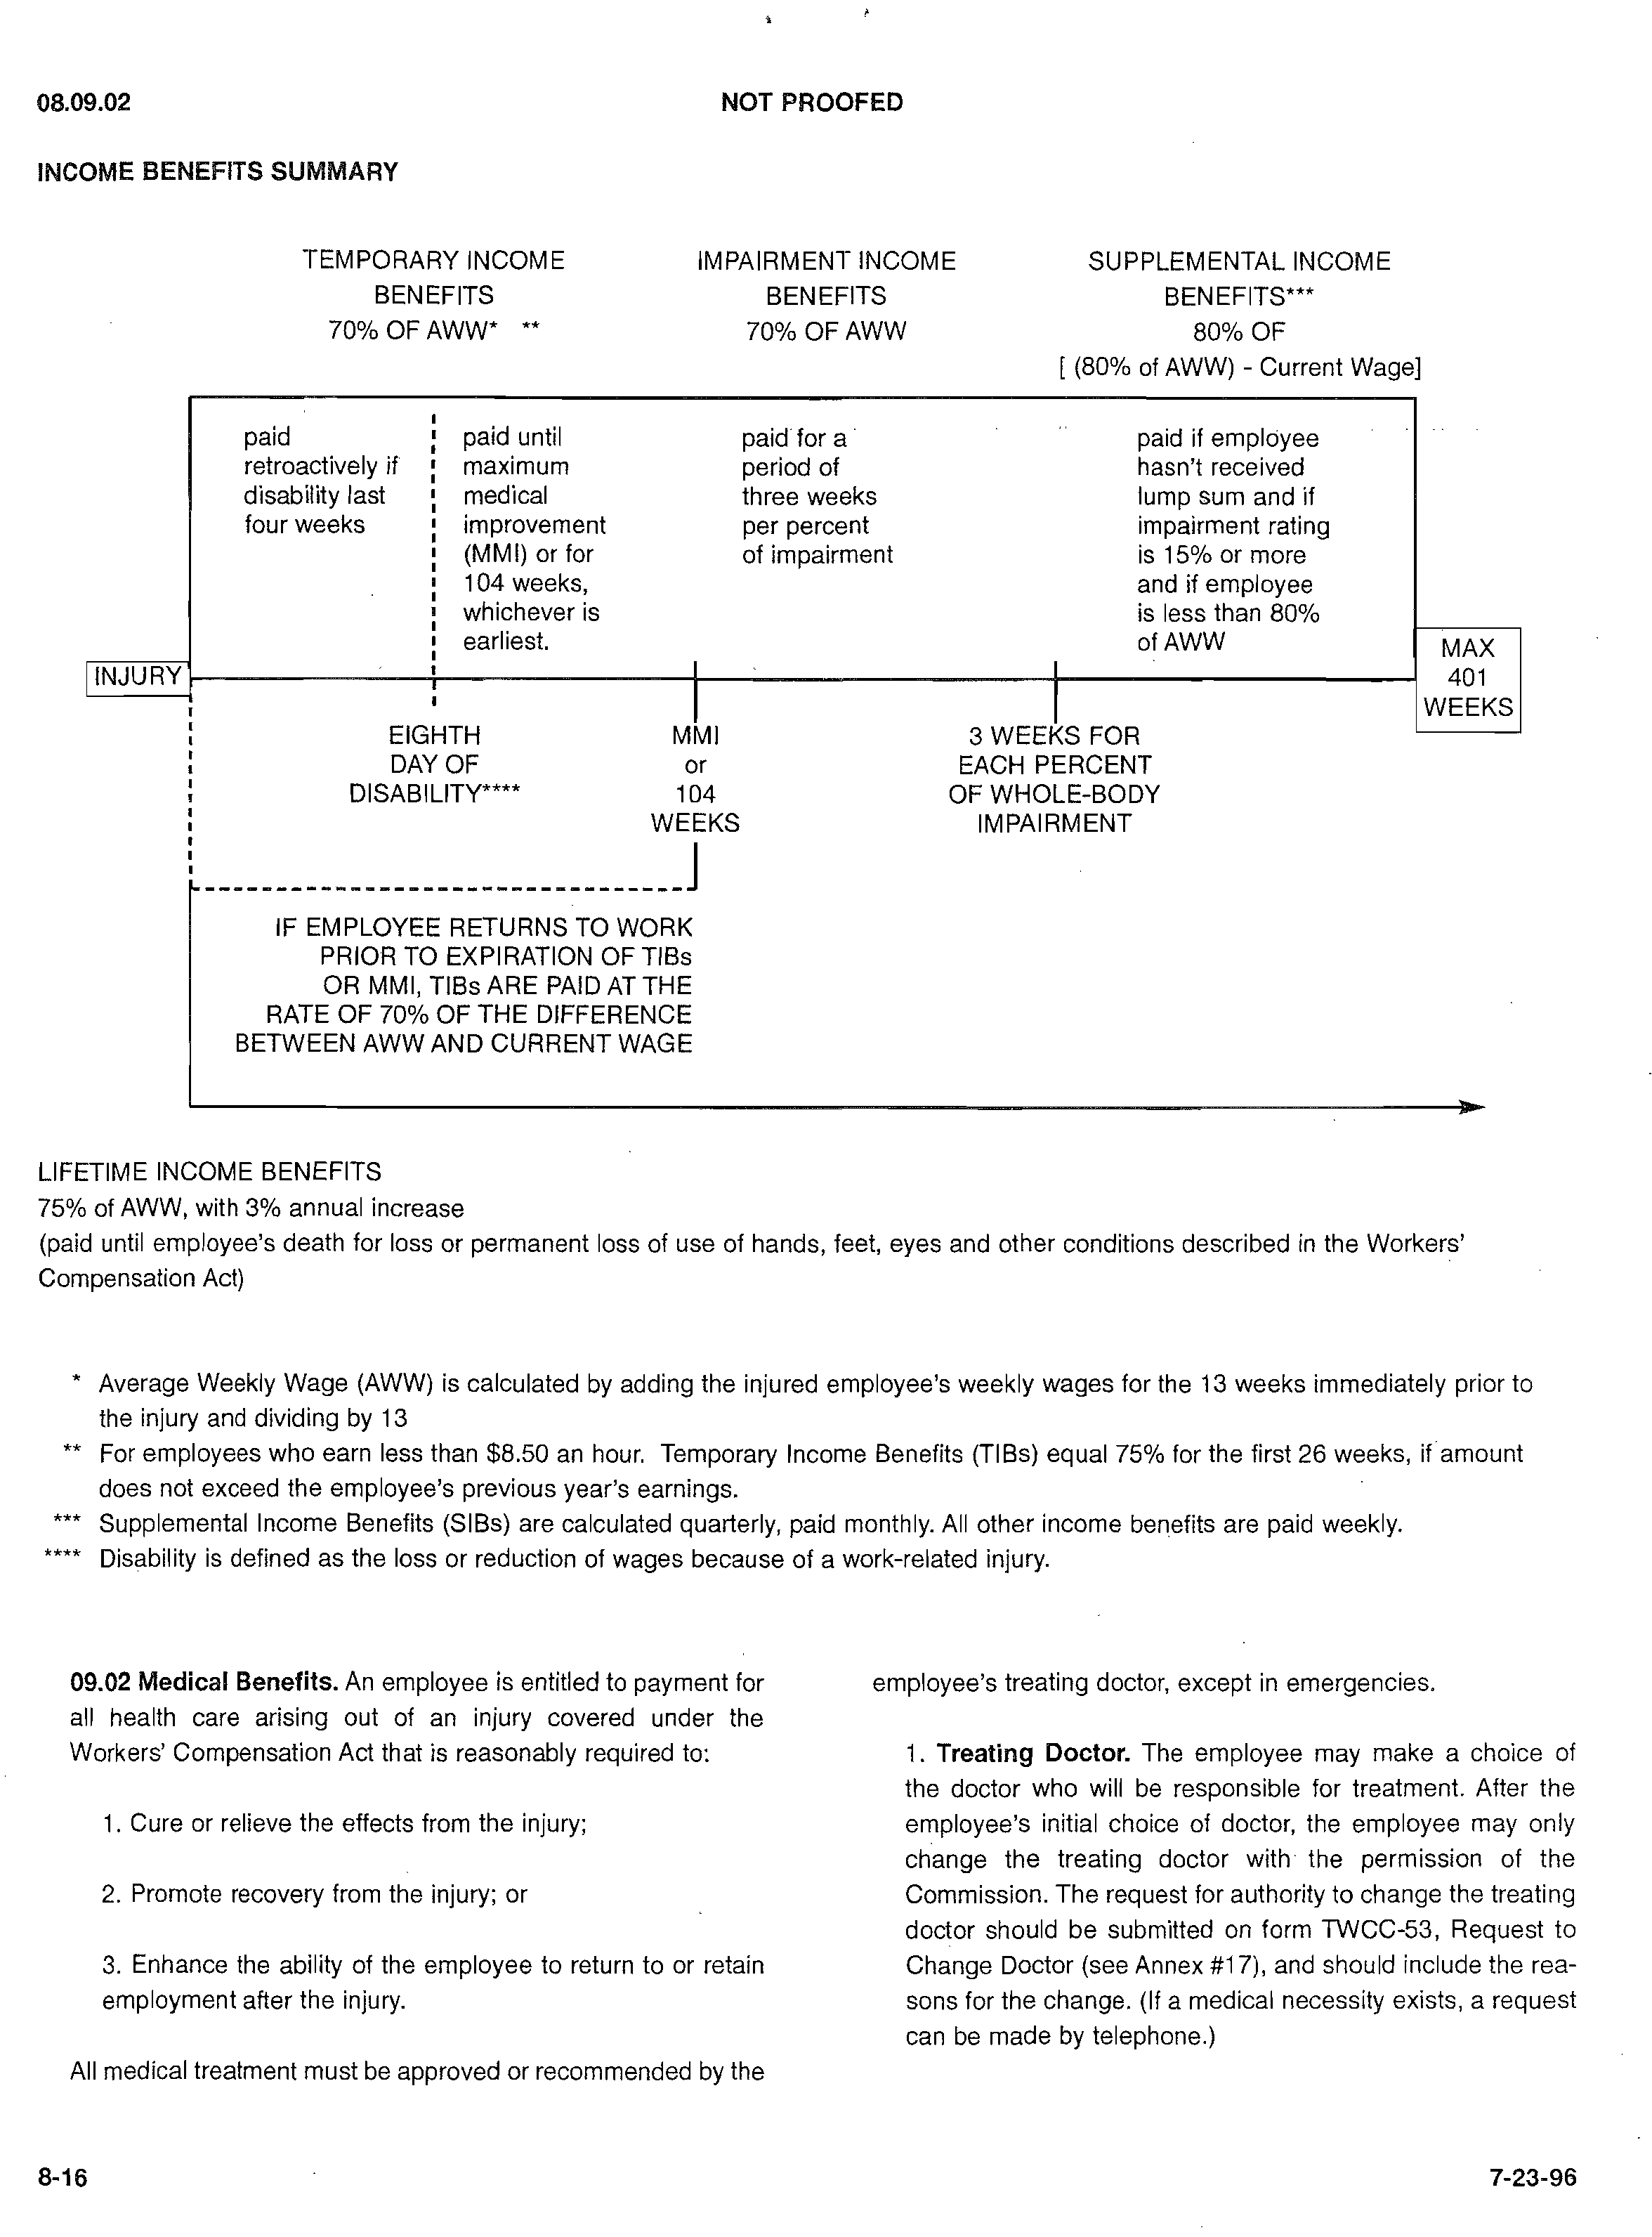 08.09.02
NOT PROOFED
INCOME BENEFITS SUMMARY
TEMPORARY INCOME
BENEFITS
70% OF AWW* **
IMPAIRMENT INCOME
BENEFITS
70% OF AWW
SUPPLEMENTAL INCOME
BENEFITS***
80% OF
[ (80% of AWW) - Current Wage]
paid
retroactively if
disability last
four weeks
paid until
maximum
medical
improvement
(MMI) or for
104 weeks,
whichever is
earliest.
paid for a
period of
three weeks
per percent
of impairment
paid if employee
hasn't received
lump sum and if
impairment rating
is 15% or more
and if employee
is less than 80%
of AWW
INJURY
MAX
401
WEEKS
EIGHTH
DAY OF
DISABILITY****
MMI
or
104
WEEKS
3 WEEKS FOR
EACH PERCENT
OF WHOLE-BODY
IMPAIRMENT
IF EMPLOYEE RETURNS TO WORK
PRIOR TO EXPIRATION OF TIBs
OR MMI, TIBs ARE PAID AT THE
RATE OF 70% OF THE DIFFERENCE
BETWEEN AWW AND CURRENT WAGE
LIFETIME INCOME BENEFITS
75% of AWW, with 3% annual increase
(paid until employee's death for loss or permanent loss of use of hands, feet, eyes and other conditions described in the Workers'
Compensation Act)
* Average Weekly Wage (AWW) is calculated by adding the injured employee's weekly wages for the 13 weeks immediately prior to
the injury and dividing by 13
** For employees who earn less than $8.50 an hour. Temporary Income Benefits (TIBs) equal 75% for the first 26 weeks, if amount
does not exceed the employee's previous year's earnings.
*** Supplemental Income Benefits (SIBs) are calculated quarterly, paid monthly. All other income benefits are paid weekly.
**** Disability is defined as the loss or reduction of wages because of a work-related injury.
09.02 Medical Benefits. An employee is entitled to payment for
all health care arising out of an injury covered under the
Workers' Compensation Act that is reasonably required to:
1. Cure or relieve the effects from the injury;
2. Promote recovery from the injury; or
3. Enhance the ability of the employee to return to or retain
employment after the injury.
All medical treatment must be approved or recommended by the
employee's treating doctor, except in emergencies.
1. Treating Doctor. The employee may make a choice of
the doctor who will be responsible for treatment. After the
employee's initial choice of doctor, the employee may only
change the treating doctor with the permission of the
Commission. The request for authority to change the treating
doctor should be submitted on form TWCC-53, Request to
Change Doctor (see Annex #17), and should include the rea-
sons for the change. (If a medical necessity exists, a request
can be made by telephone.)
8-16
7-23-96